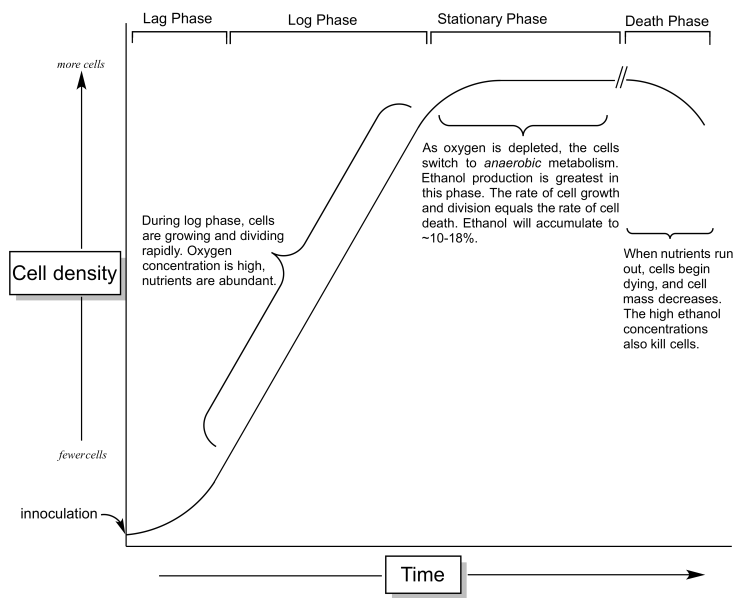 Lag Phase
Log Phase
Stationary Phase
Death Phase
more cells
As oxygen is depleted, the cells
switch to anaerobic metabolism.
Ethanol production is greatest in
this phase. The rate of cell growth
and division equals the rate of cell
death. Ethanol will accumulate to
~10-18%.
During log phase, cells
are growing and dividing
rapidly. Oxygen
concentration is high,
nutrients are abundant.
When nutrients run
out, cells begin
dying, and cell
mass decreases.
The high ethanol
concentrations
also kill cells.
Cell density
fewercells
innoculation
Time